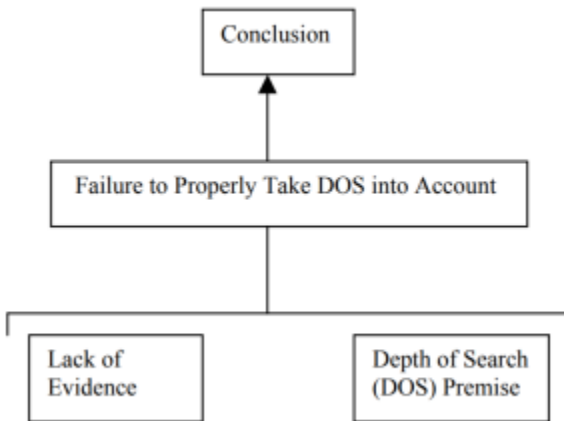 Conclusion
Failure to Properly Take DOS into Account
Lack of
Evidence
Depth of Search
(DOS) Premise